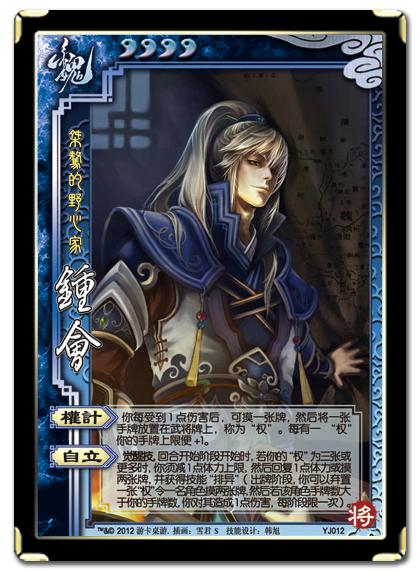 魏
桀驁的野心家
鍾會
魏
權計
你每受到1点伤害后，可摸一张牌，然后将一张
手牌放置在武将牌上，称为“权”。每有一 “权”
你的手牌上限便 +1。
自立
觉醒技，回合开始阶段开始时，若你的“权”为三张或
更多时，你须减1点体力上限，然后回复1点体力或摸
两张牌，并获得技能“排异”（出牌阶段，你可以弃置
一张“权”令一名角色摸两张牌，然后若该角色手牌数大
于你的手牌数，你对其造成1点伤害，每阶段限一次）。
将
™&© 2012 游卡桌游. 插画：雪君 S 技能设计：韩旭 YJ012